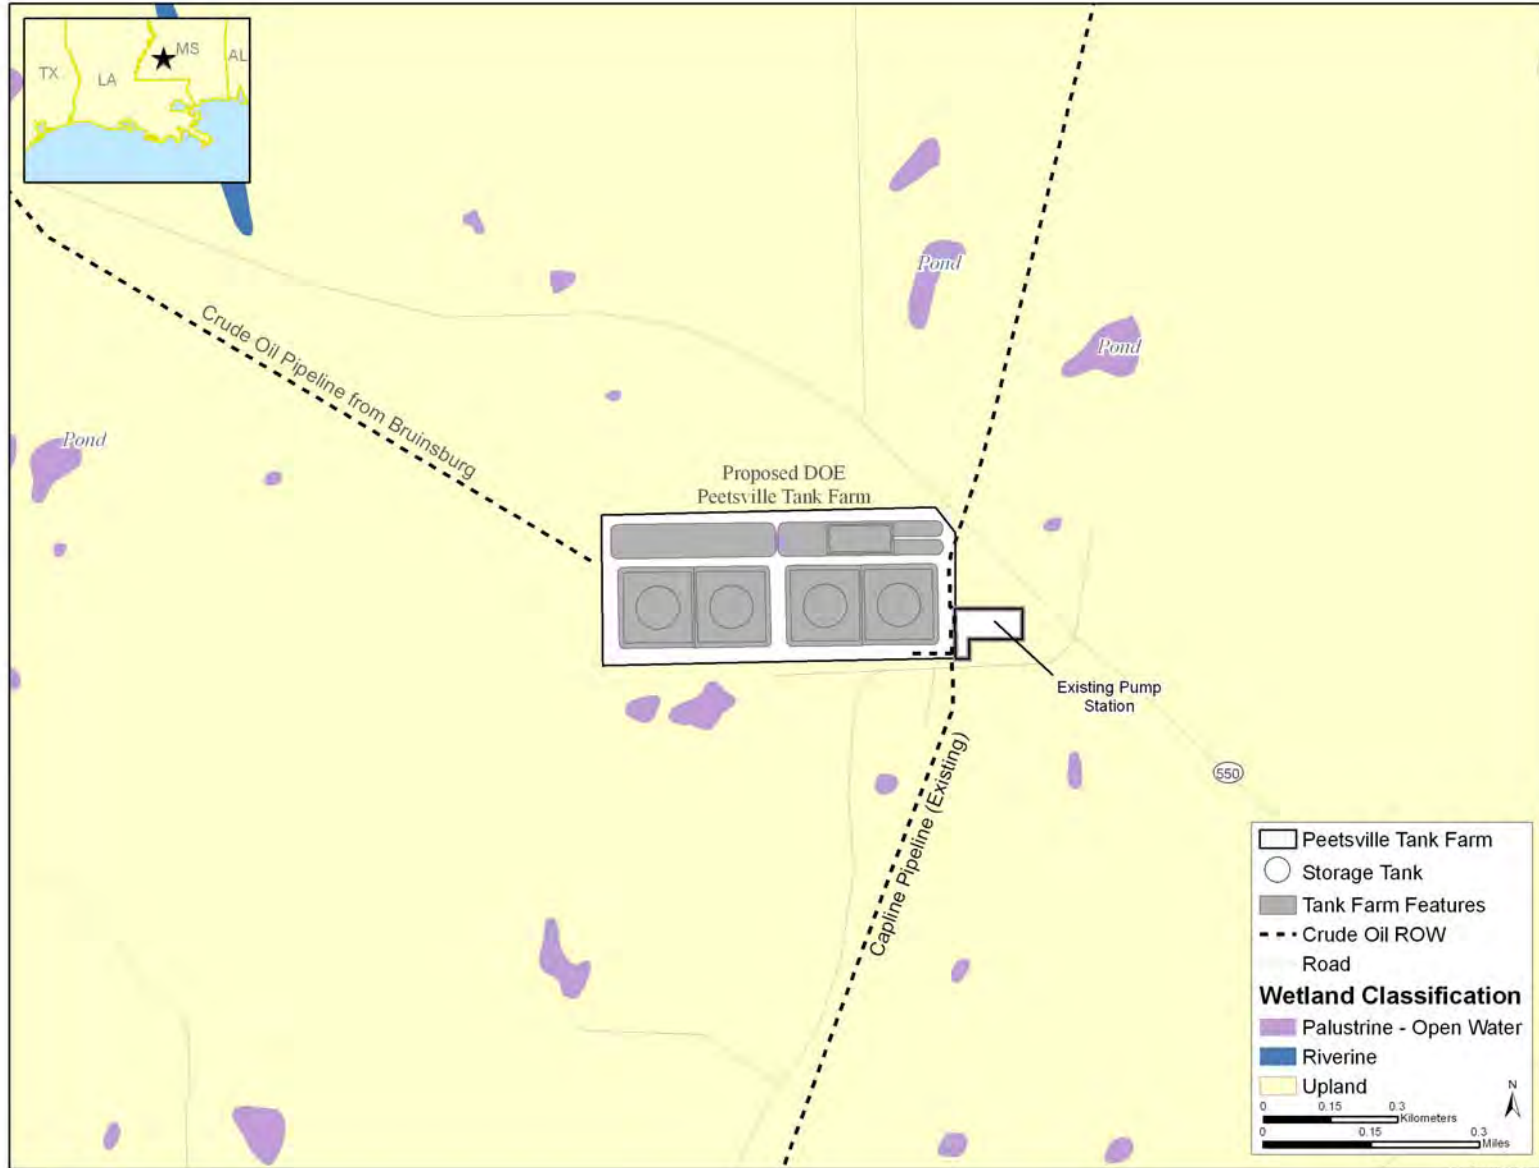 TX
LA
MS
AL
Pond
Pond
Pond
Crude Oil Pipeline from Bruinsburg
Proposed DOE
Peetsville Tank Farm
Existing Pump
Station
550
Capline Pipeline (Existing)
Peetsville Tank Farm
Storage Tank
Tank Farm Features
Crude Oil ROW
Road
Wetland Classification
Palustrine - Open Water
Riverine
Upland
N
0 0.15 0.3
Kilometers
0 0.15 0.3
Miles